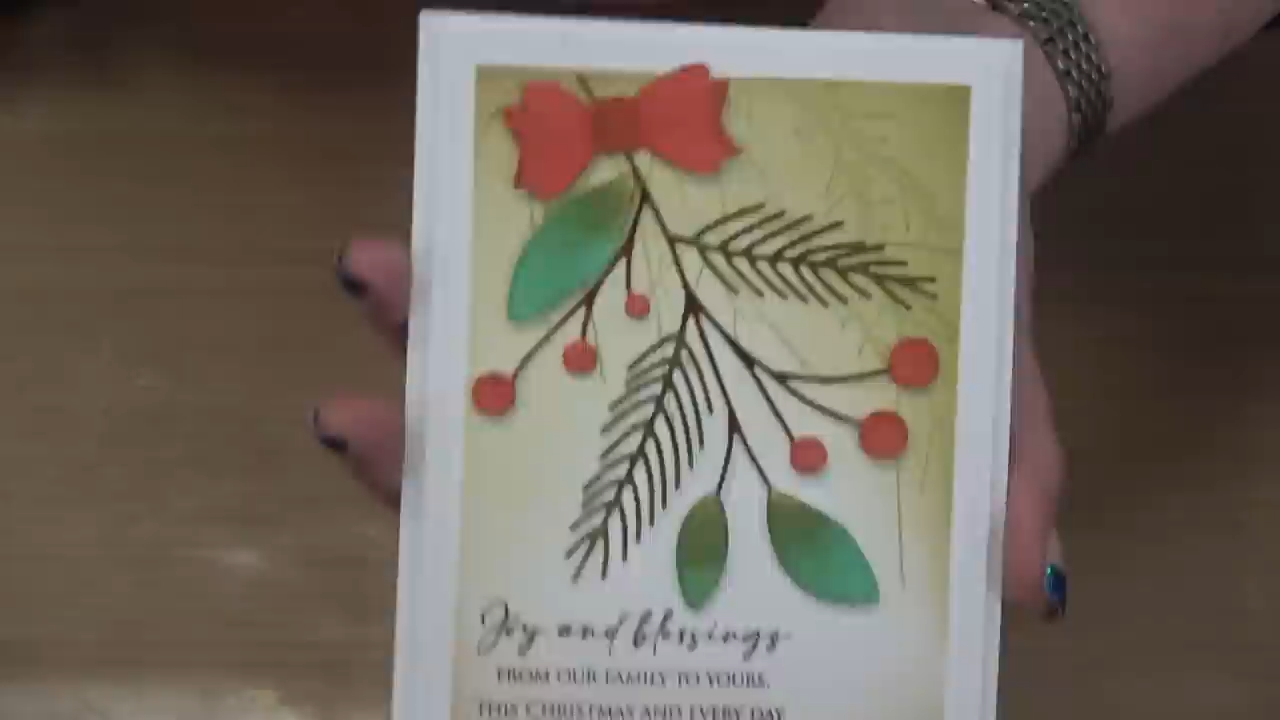 Joy and blessings
FROM OUR FAMILY TO YOURS,
THIS CHRISTMAS AND EVERY DAY